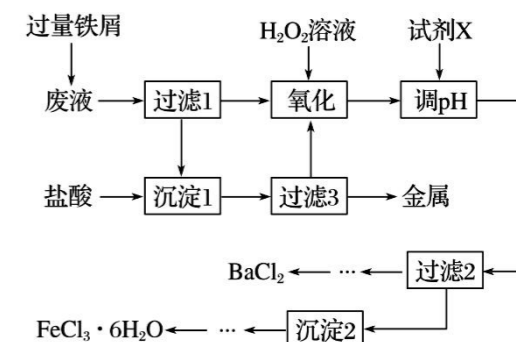 过量铁屑
H₂O₂溶液
试剂X
废液
过滤1
氧化
调pH
盐酸
沉淀1
过滤3
金属
BaCl₂
···
过滤2
FeCl₃·6H₂O
···
沉淀2